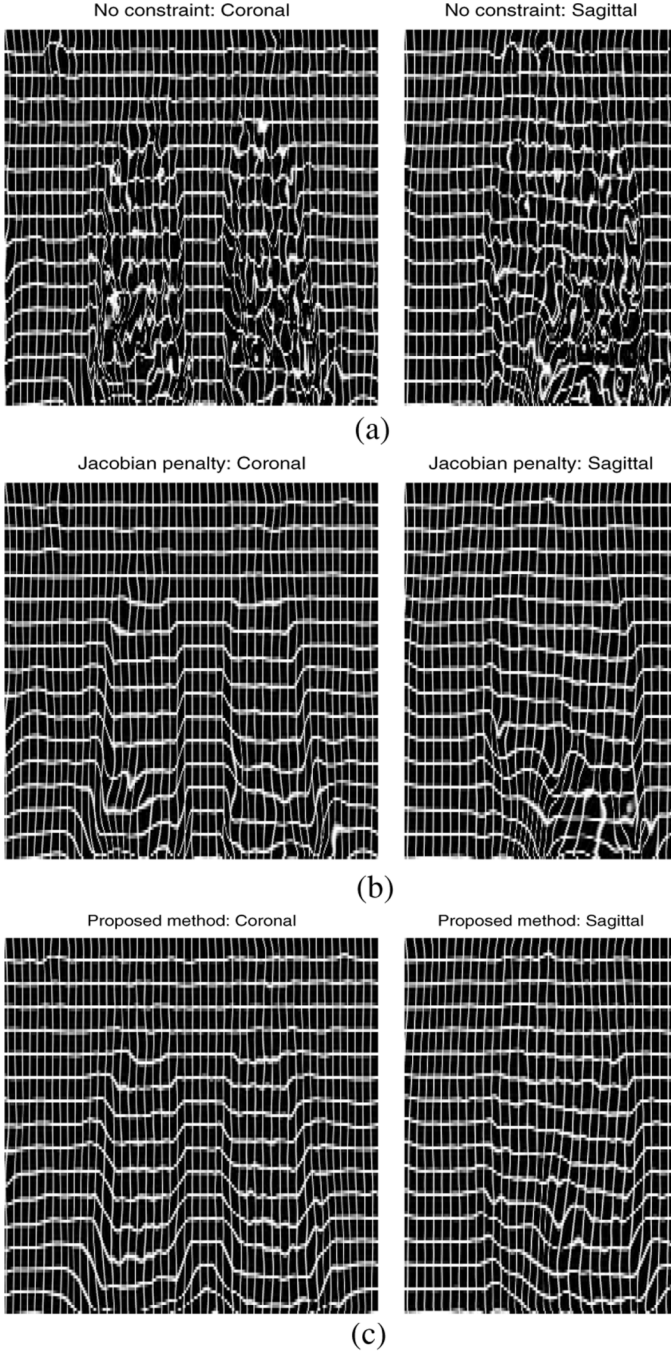 No constraint: Coronal
No constraint: Sagittal
(a)
Jacobian penalty: Coronal
Jacobian penalty: Sagittal
(b)
Proposed method: Coronal
Proposed method: Sagittal
(c)